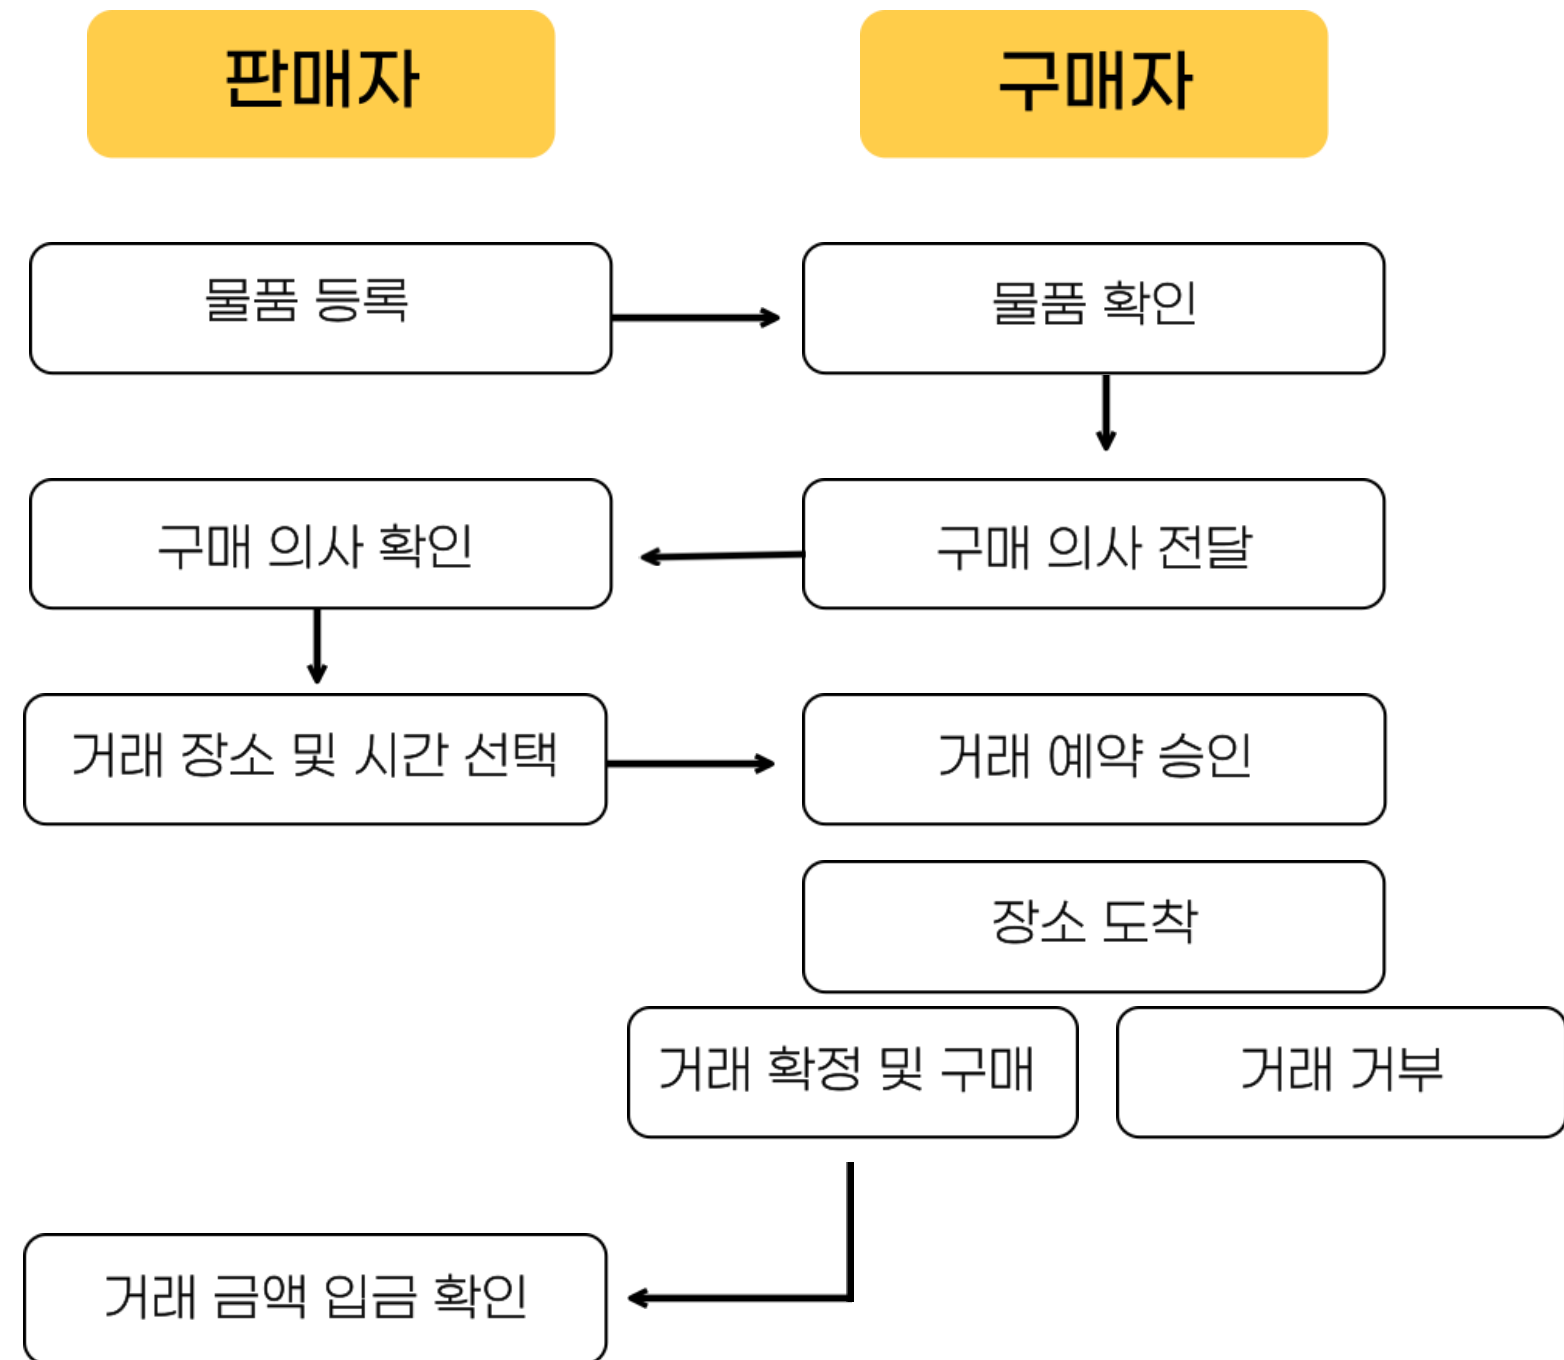 판매자
구매자
물품 등록
물품 확인
구매 의사 확인
구매 의사 전달
거래 장소 및 시간 선택
거래 예약 승인
장소 도착
거래 확정 및 구매
거래 거부
거래 금액 입금 확인